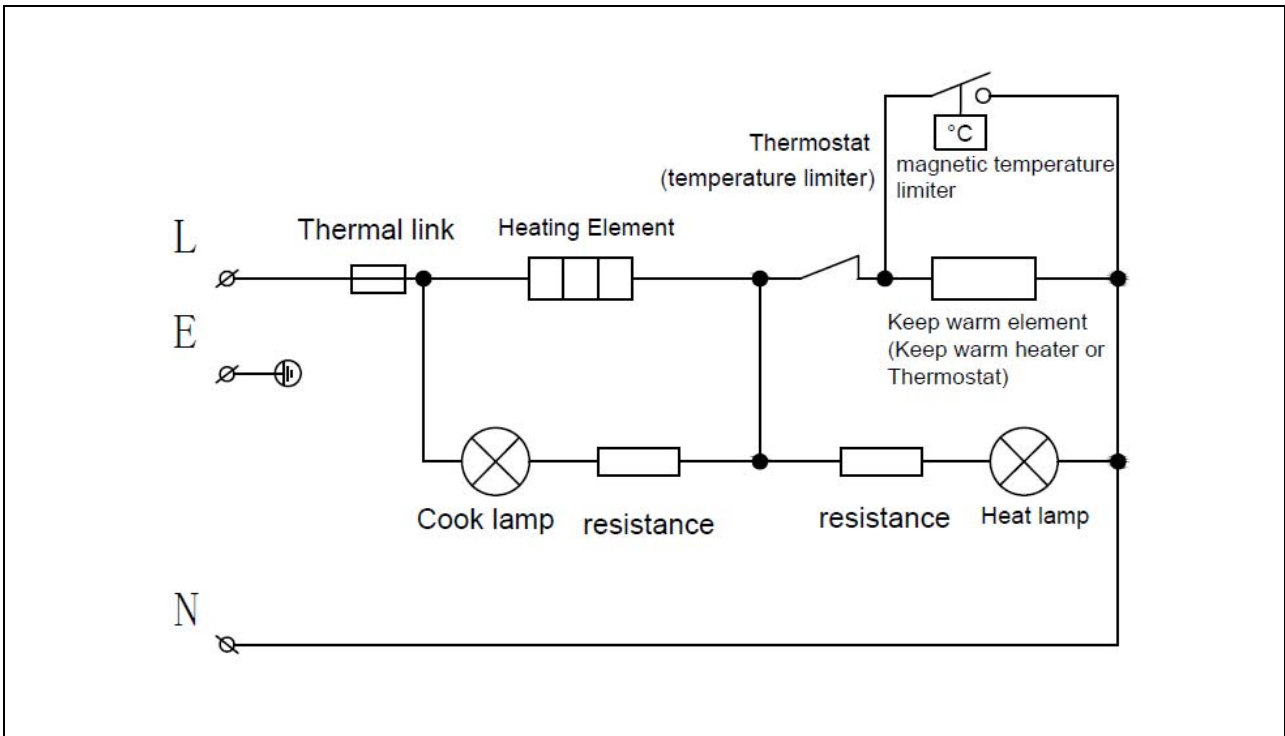 Thermostat
(temperature limiter)
°C
magnetic temperature
limiter
L
Thermal link
Heating Element
E
Keep warm element
(Keep warm heater or
Thermostat)
Cook lamp
resistance
resistance
Heat lamp
N